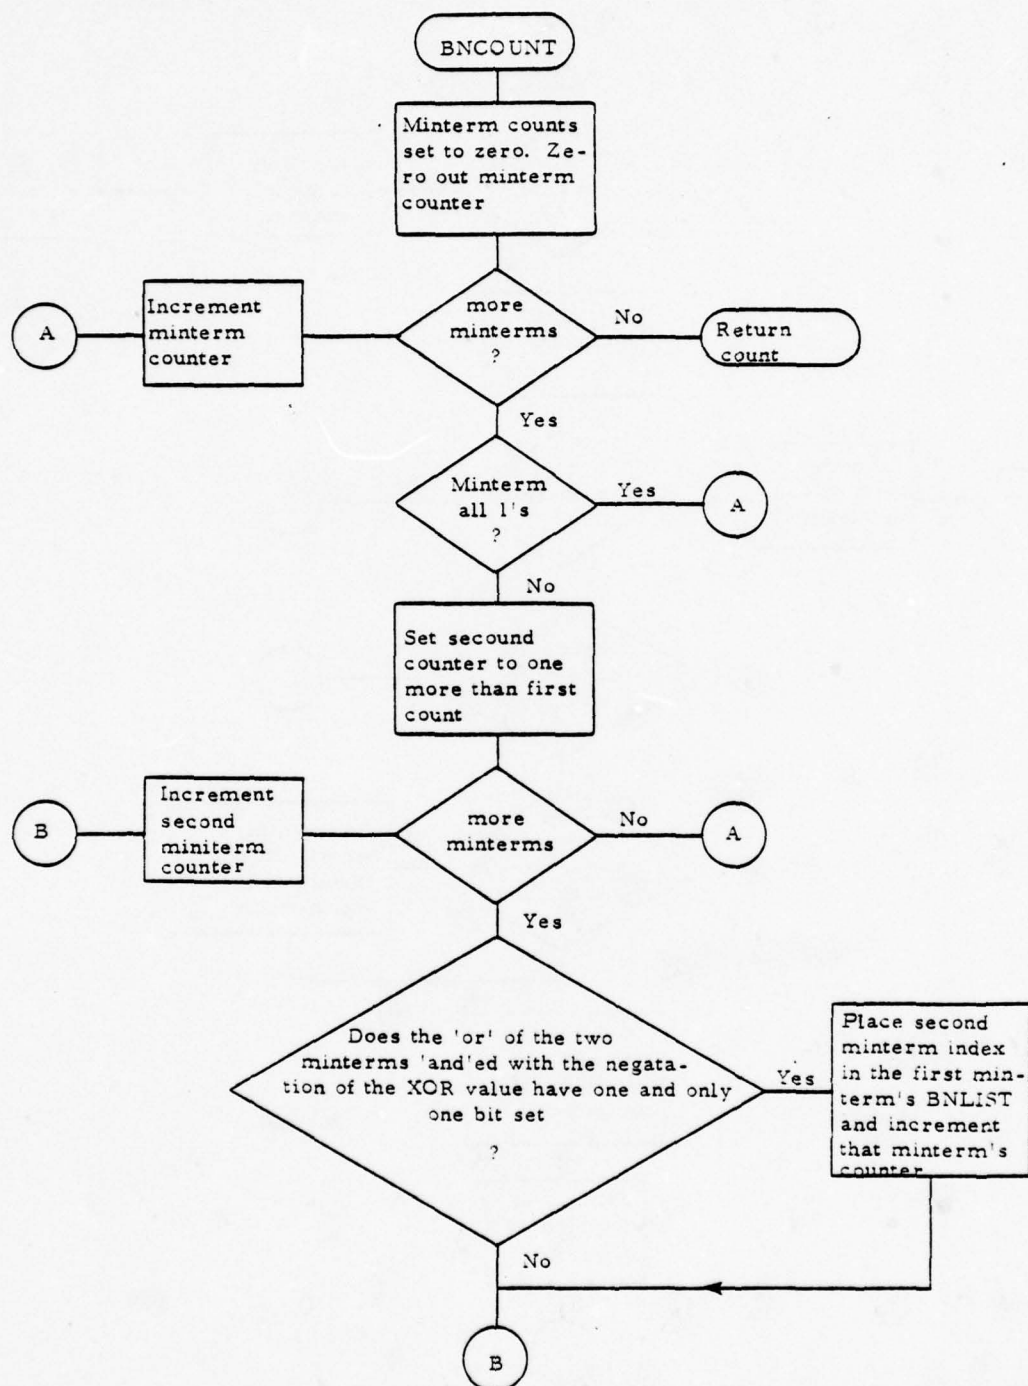 BNCOUNT
Minterm counts
set to zero. Ze-
ro out minterm
counter
A
Increment
minterm
counter
more
minterms
?
No
Return
count
Yes
Minterm
all 1's
?
Yes
A
No
Set secound
counter to one
more than first
count
B
Increment
second
miniterm
counter
more
minterms
No
A
Yes
Does the 'or' of the two
minterms 'and'ed with the negata-
tion of the XOR value have one and only
one bit set
?
Yes
Place second
minterm index
in the first min-
term's BNLIST
and increment
that minterm's
counter
No
B